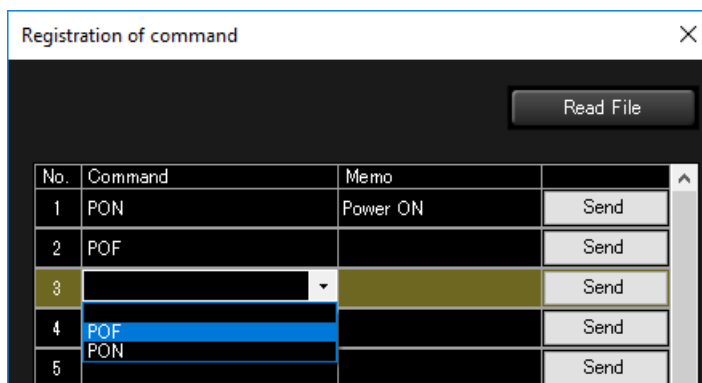 Registration of command
Read File
No. Command Memo
1 PON Power ON Send
2 POF Send
3 Send
4 POF Send
PON
5 Send